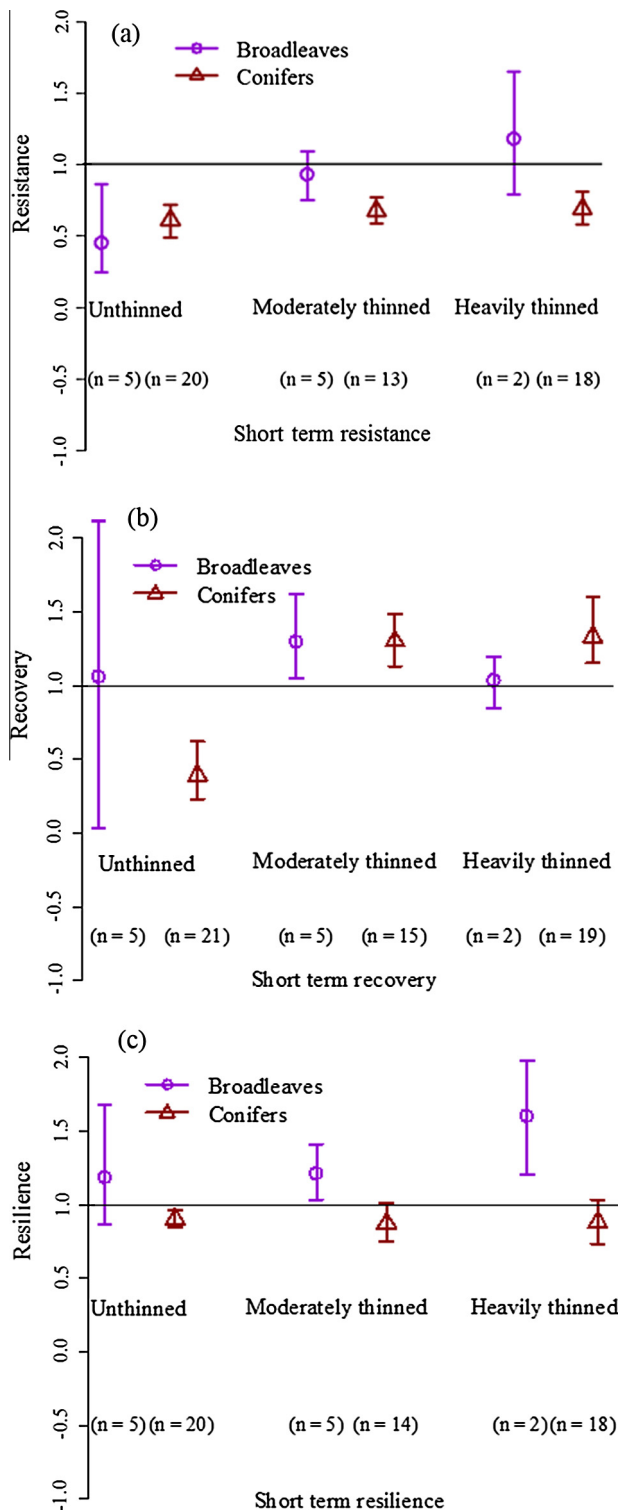 (a)
Broadleaves
Conifers
Resistance
2.0
1.5
1.0
0.5
0.0
-0.5
-1.0
Unthinned Moderately thinned Heavily thinned
(n = 5) (n = 20) (n = 5) (n = 13) (n = 2) (n = 18)
Short term resistance
(b)
Broadleaves
Conifers
Recovery
2.0
1.5
1.0
0.5
0.0
-0.5
-1.0
Unthinned Moderately thinned Heavily thinned
(n = 5) (n = 21) (n = 5) (n = 15) (n = 2) (n = 19)
Short term recovery
(c)
Broadleaves
Conifers
Resilience
2.0
1.5
1.0
0.5
0.0
-0.5
-1.0
Unthinned Moderately thinned Heavily thinned
(n = 5) (n = 20) (n = 5) (n = 14) (n = 2) (n = 18)
Short term resilience